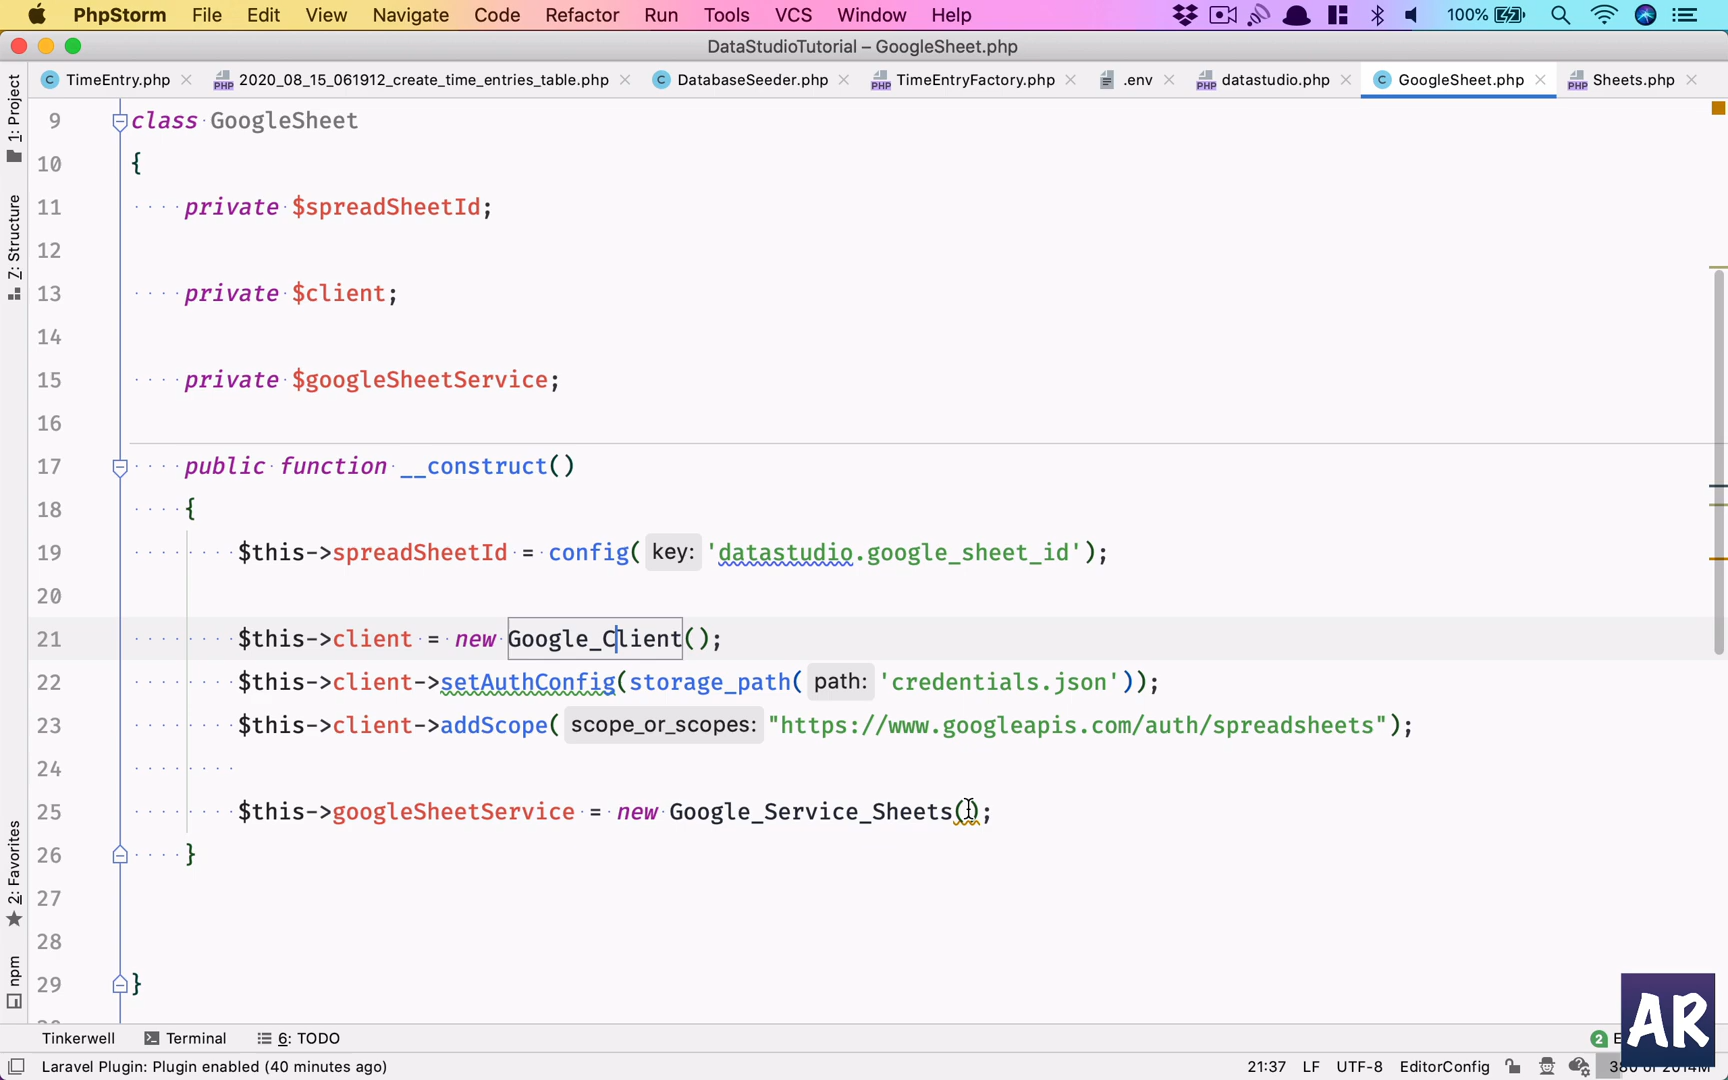 PhpStorm File Edit View Navigate Code Refactor Run Tools VCS Window Help 100%
DataStudioTutorial – GoogleSheet.php
TimeEntry.php 2020_08_15_061912_create_time_entries_table.php DatabaseSeeder.php TimeEntryFactory.php .env datastudio.php GoogleSheet.php Sheets.php
1: Project
Z: Structure
2: Favorites
npm
9 class GoogleSheet
10 {
11 private $spreadSheetId;
12
13 private $client;
14
15 private $googleSheetService;
16
17 public function __construct()
18 {
19 $this->spreadSheetId = config( key: 'datastudio.google_sheet_id');
20
21 $this->client = new Google_Client();
22 $this->client->setAuthConfig(storage_path( path: 'credentials.json'));
23 $this->client->addScope( scope_or_scopes: "https://www.googleapis.com/auth/spreadsheets");
24
25 $this->googleSheetService = new Google_Service_Sheets();
26 }
27
28
29 }
Tinkerwell Terminal 6: TODO 2
AR
Laravel Plugin: Plugin enabled (40 minutes ago) 21:37 LF UTF-8 EditorConfig